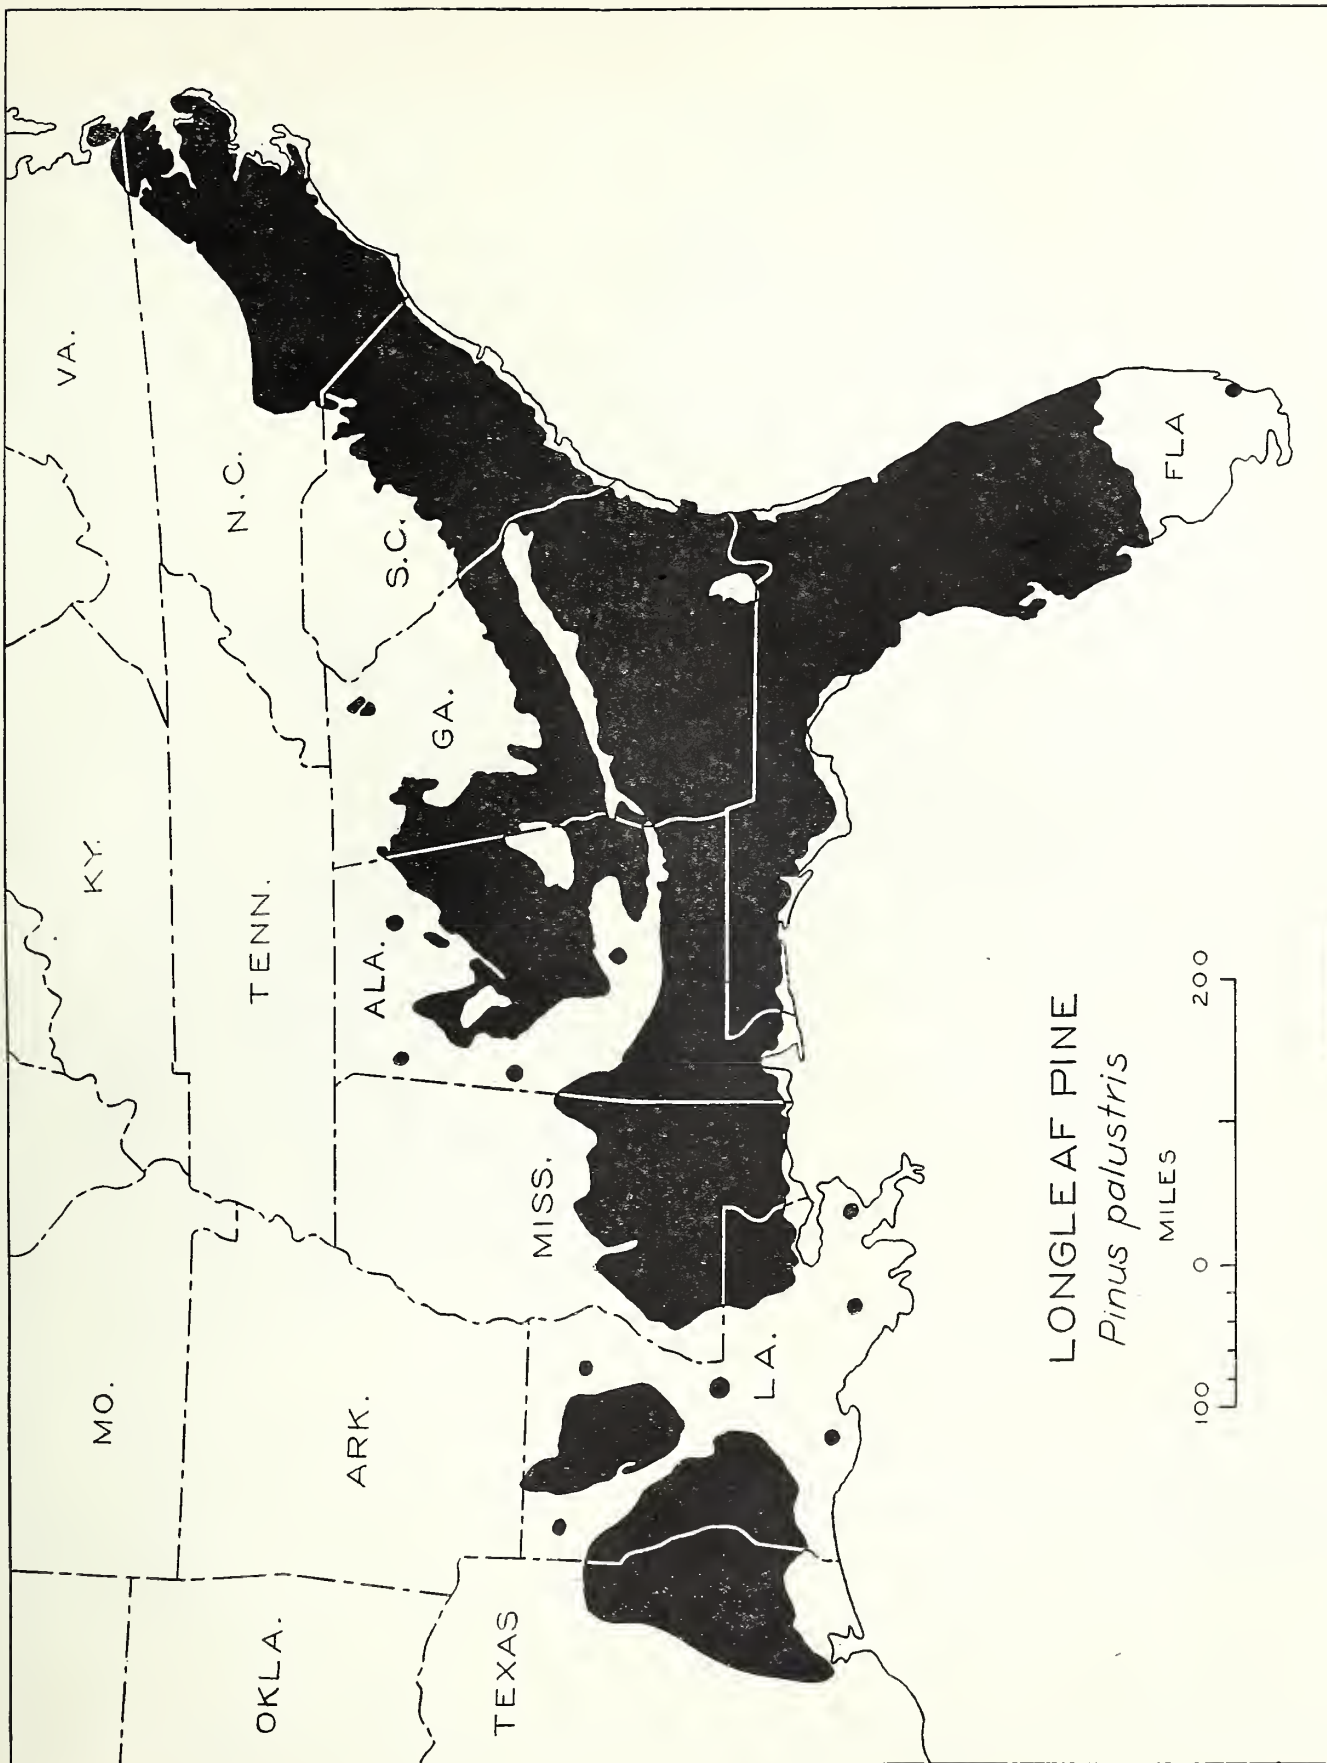 MO.
KY.
VA.
OKLA.
ARK.
TENN.
N.C.
TEXAS
MISS.
ALA.
GA.
S.C.
LA.
FLA
LONGLEAF PINE
Pinus palustris
MILES
100 0 200